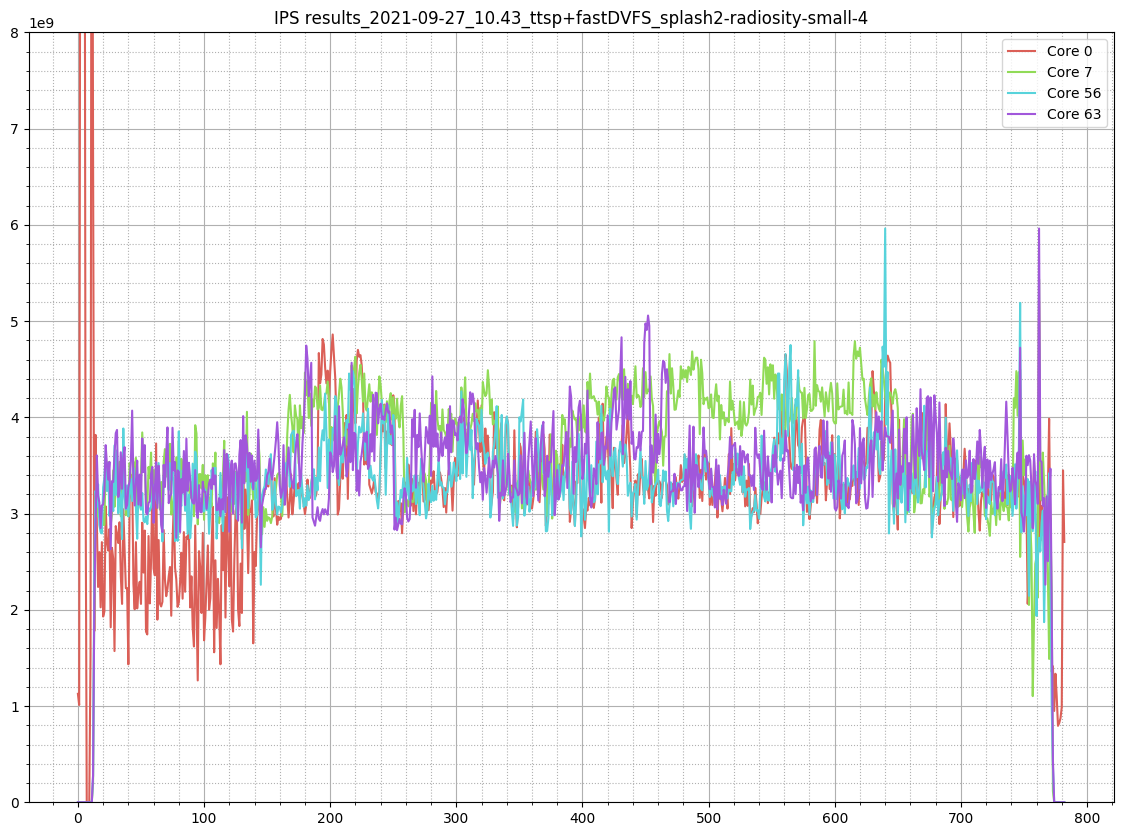 IPS results_2021-09-27_10.43_ttsp+fastDVFS_splash2-radiosity-small-4
1e9
8
7
6
5
4
3
2
1
0
0 100 200 300 400 500 600 700 800
Core 0
Core 7
Core 56
Core 63